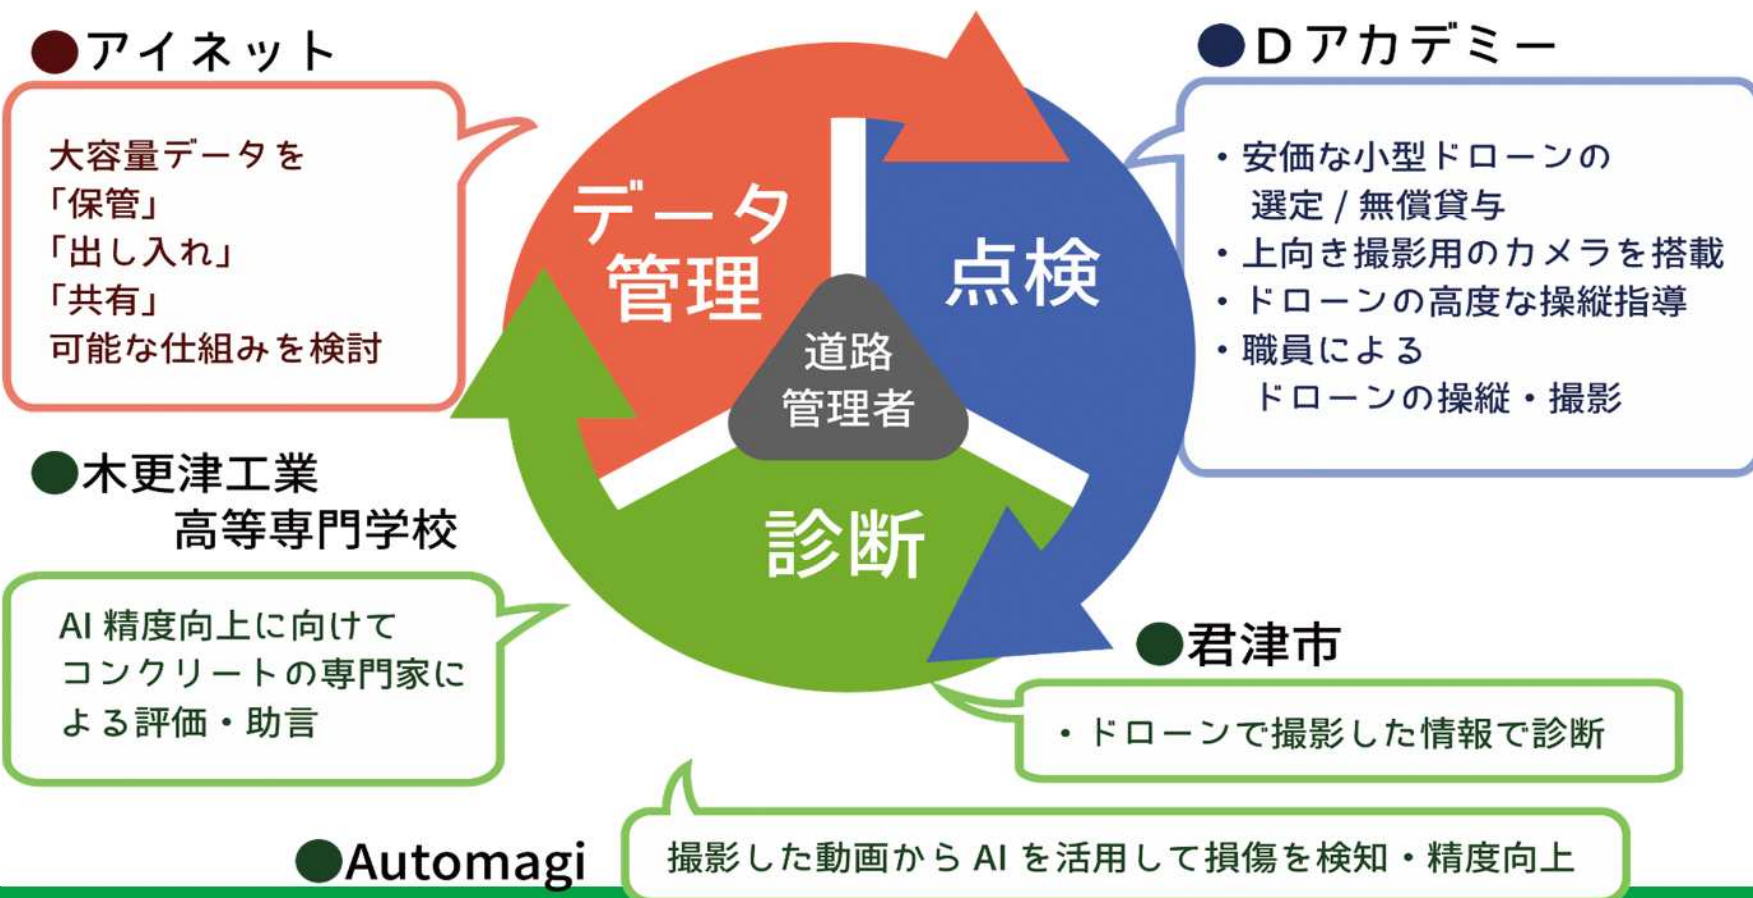 ●アイネット
大容量データを
「保管」
「出し入れ」
「共有」
可能な仕組みを検討
●Dアカデミー
・安価な小型ドローンの
選定 / 無償貸与
・上向き撮影用のカメラを搭載
・ドローンの高度な操縦指導
・職員による
ドローンの操縦・撮影
データ
管理
点検
道路
管理者
診断
●木更津工業
高等専門学校
AI 精度向上に向けて
コンクリートの専門家に
よる評価・助言
●君津市
・ドローンで撮影した情報で診断
●Automagi
撮影した動画から AI を活用して損傷を検知・精度向上